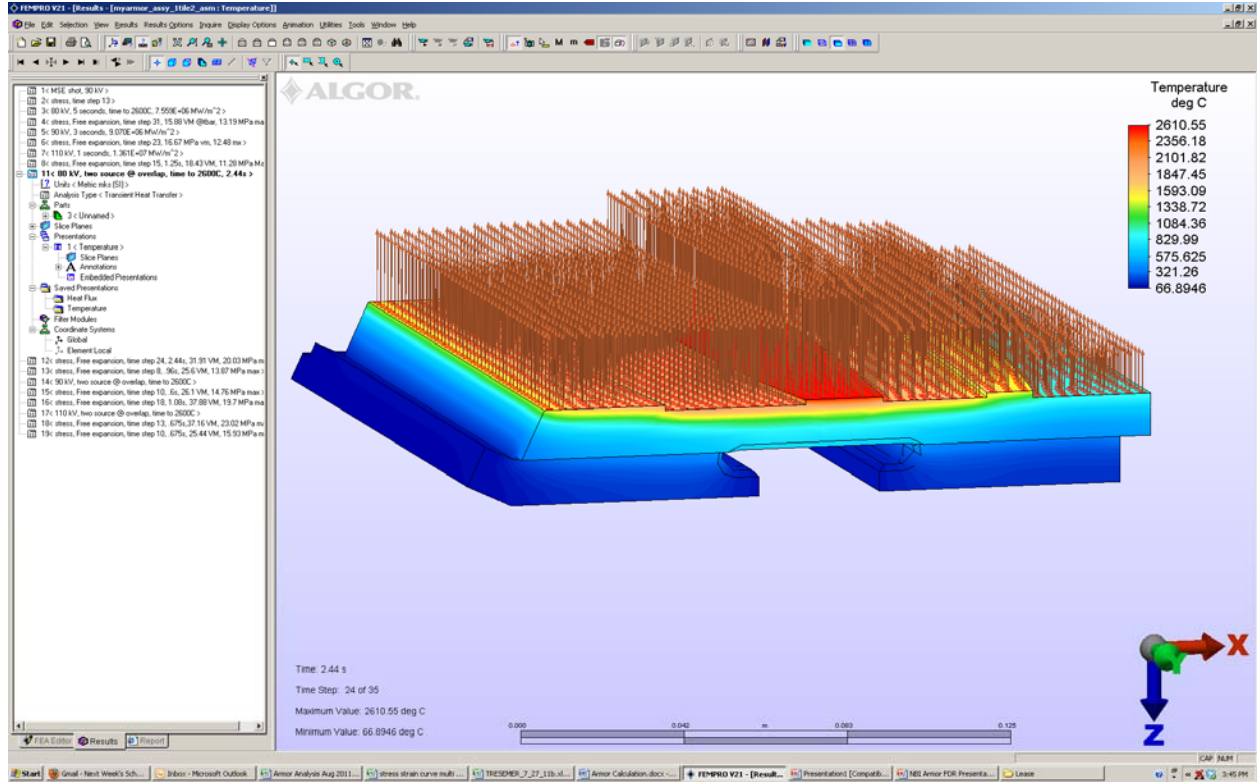 FEMPRO V21 - [Results - [myarmor_assy_1tile2_asm : Temperature]]
File Edit Selection View Results Results Options Inquire Display Options Animation Utilities Tools Window Help
1< MSE shot, 90 kV >
2< stress, time step 13 >
3< 80 kV, 5 seconds, time to 2600C, 7.559E+06 MW/m^2 >
4< stress, Free expansion, time step 31, 15.88 VM @tbar, 13.19 MPa ma
5< 90 kV, 3 seconds, 9.070E+06 MW/m^2 >
6< stress, Free expansion, time step 23, 16.67 MPa vm, 12.48 mx >
7< 110 kV, 1 seconds, 1.361E+07 MW/m^2 >
8< stress, Free expansion, time step 15, 1.25s, 18.43 VM, 11.28 MPa Ma
11< 80 kV, two source @ overlap, time to 2600C, 2.44s >
Units < Metric mks (SI) >
Analysis Type < Transient Heat Transfer >
Parts
3 < Unnamed >
Slice Planes
Presentations
1 < Temperature >
Slice Planes
Annotations
Embedded Presentations
Saved Presentations
Heat Flux
Temperature
Filter Modules
Coordinate Systems
Global
Element Local
12< stress, Free expansion, time step 24, 2.44s, 31.91 VM, 20.03 MPa m
13< stress, Free expansion, time step 8, .96s, 25.6 VM, 13.87 MPa max >
14< 90 kV, two source @ overlap, time to 2600C >
15< stress, Free expansion, time step 10, .6s, 26.1 VM, 14.76 MPa max >
16< stress, Free expansion, time step 18, 1.08s, 37.88 VM, 19.7 MPa ma
17< 110 kV, two source @ overlap, time to 2600C >
18< stress, Free expansion, time step 13, .675s, 37.16 VM, 23.02 MPa m
19< stress, Free expansion, time step 10, .675s, 25.44 VM, 15.93 MPa m
ALGOR.
Temperature
deg C
2610.55
2356.18
2101.82
1847.45
1593.09
1338.72
1084.36
829.99
575.625
321.26
66.8946
Time: 2.44 s
Time Step: 24 of 35
Maximum Value: 2610.55 deg C
Minimum Value: 66.8946 deg C
0.000 0.042 m 0.083 0.125
X
Y
Z
FEA Editor Results Report
CAP NUM
Start Gmail - Next Week's Sch... Inbox - Microsoft Outlook Armor Analysis Aug 2011... stress strain curve multi ... TRESEMER_7_27_11b.xl... Armor Calculation.docx -... FEMPRO V21 - [Result... Presentation1 [Compatib... NBI Armor FDR Presenta... Lease 3:45 PM